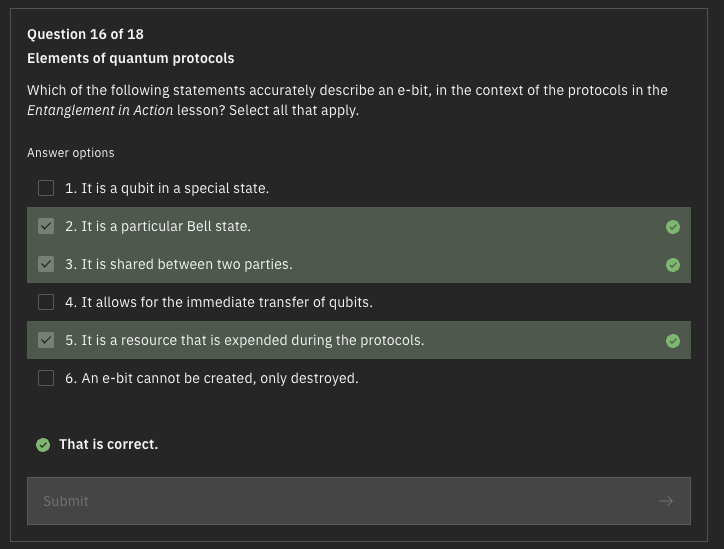 Question 16 of 18
Elements of quantum protocols
Which of the following statements accurately describe an e-bit, in the context of the protocols in the
Entanglement in Action lesson? Select all that apply.
Answer options
1. It is a qubit in a special state.
2. It is a particular Bell state.
3. It is shared between two parties.
4. It allows for the immediate transfer of qubits.
5. It is a resource that is expended during the protocols.
6. An e-bit cannot be created, only destroyed.
That is correct.
Submit